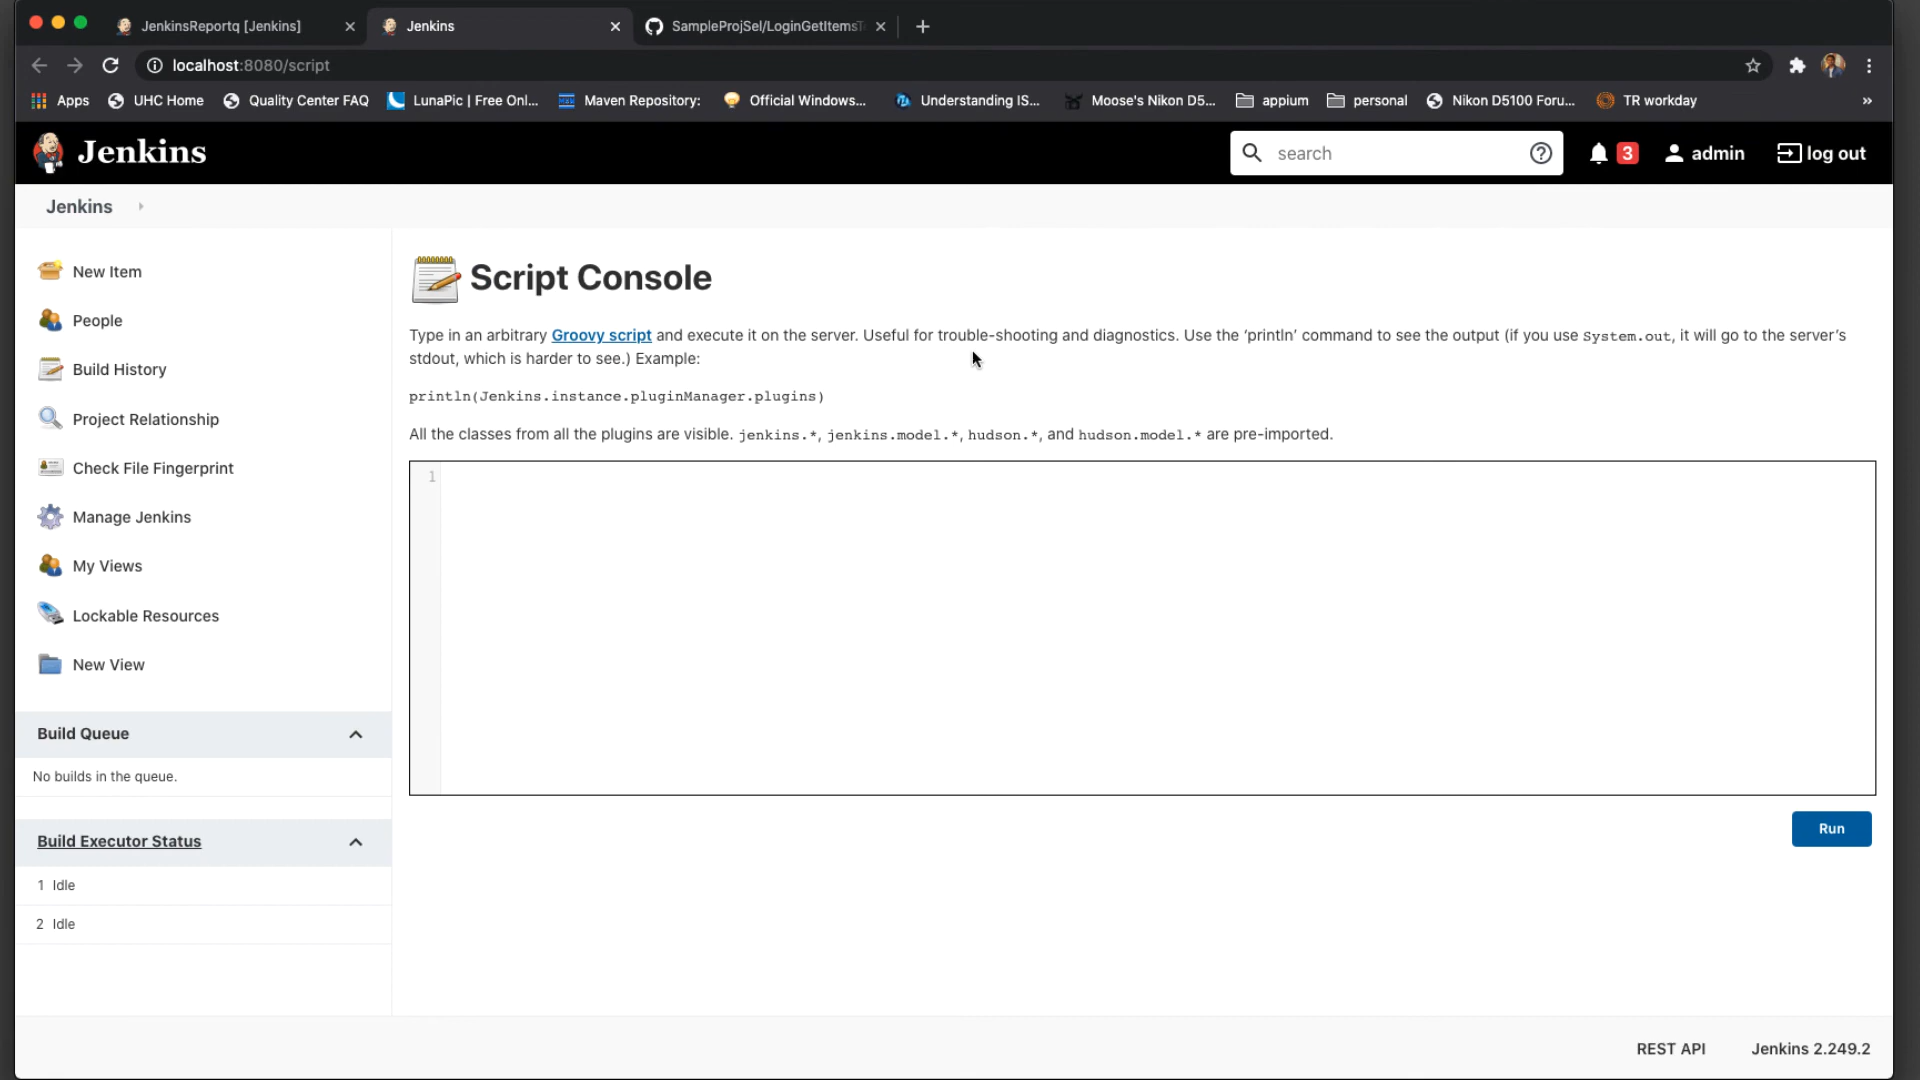 JenkinsReportq [Jenkins]
Jenkins
SampleProjSel/LoginGetItemsT
localhost:8080/script
Apps
UHC Home
Quality Center FAQ
LunaPic | Free Onl...
Maven Repository:
Official Windows...
Understanding IS...
Moose's Nikon D5...
appium
personal
Nikon D5100 Foru...
TR workday
»
Jenkins
search
3
admin
log out
Jenkins
New Item
People
Build History
Project Relationship
Check File Fingerprint
Manage Jenkins
My Views
Lockable Resources
New View
Build Queue
No builds in the queue.
Build Executor Status
1 Idle
2 Idle
Script Console
Type in an arbitrary Groovy script and execute it on the server. Useful for trouble-shooting and diagnostics. Use the ‘println’ command to see the output (if you use System.out, it will go to the server’s
stdout, which is harder to see.) Example:
println(Jenkins.instance.pluginManager.plugins)
All the classes from all the plugins are visible. jenkins.*, jenkins.model.*, hudson.*, and hudson.model.* are pre-imported.
1
Run
REST API
Jenkins 2.249.2